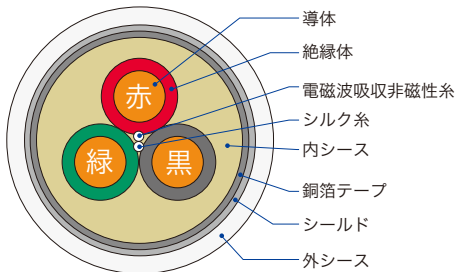 導体
絶縁体
電磁波吸収非磁性糸
シルク糸
内シース
銅箔テープ
シールド
外シース
赤
緑
黒